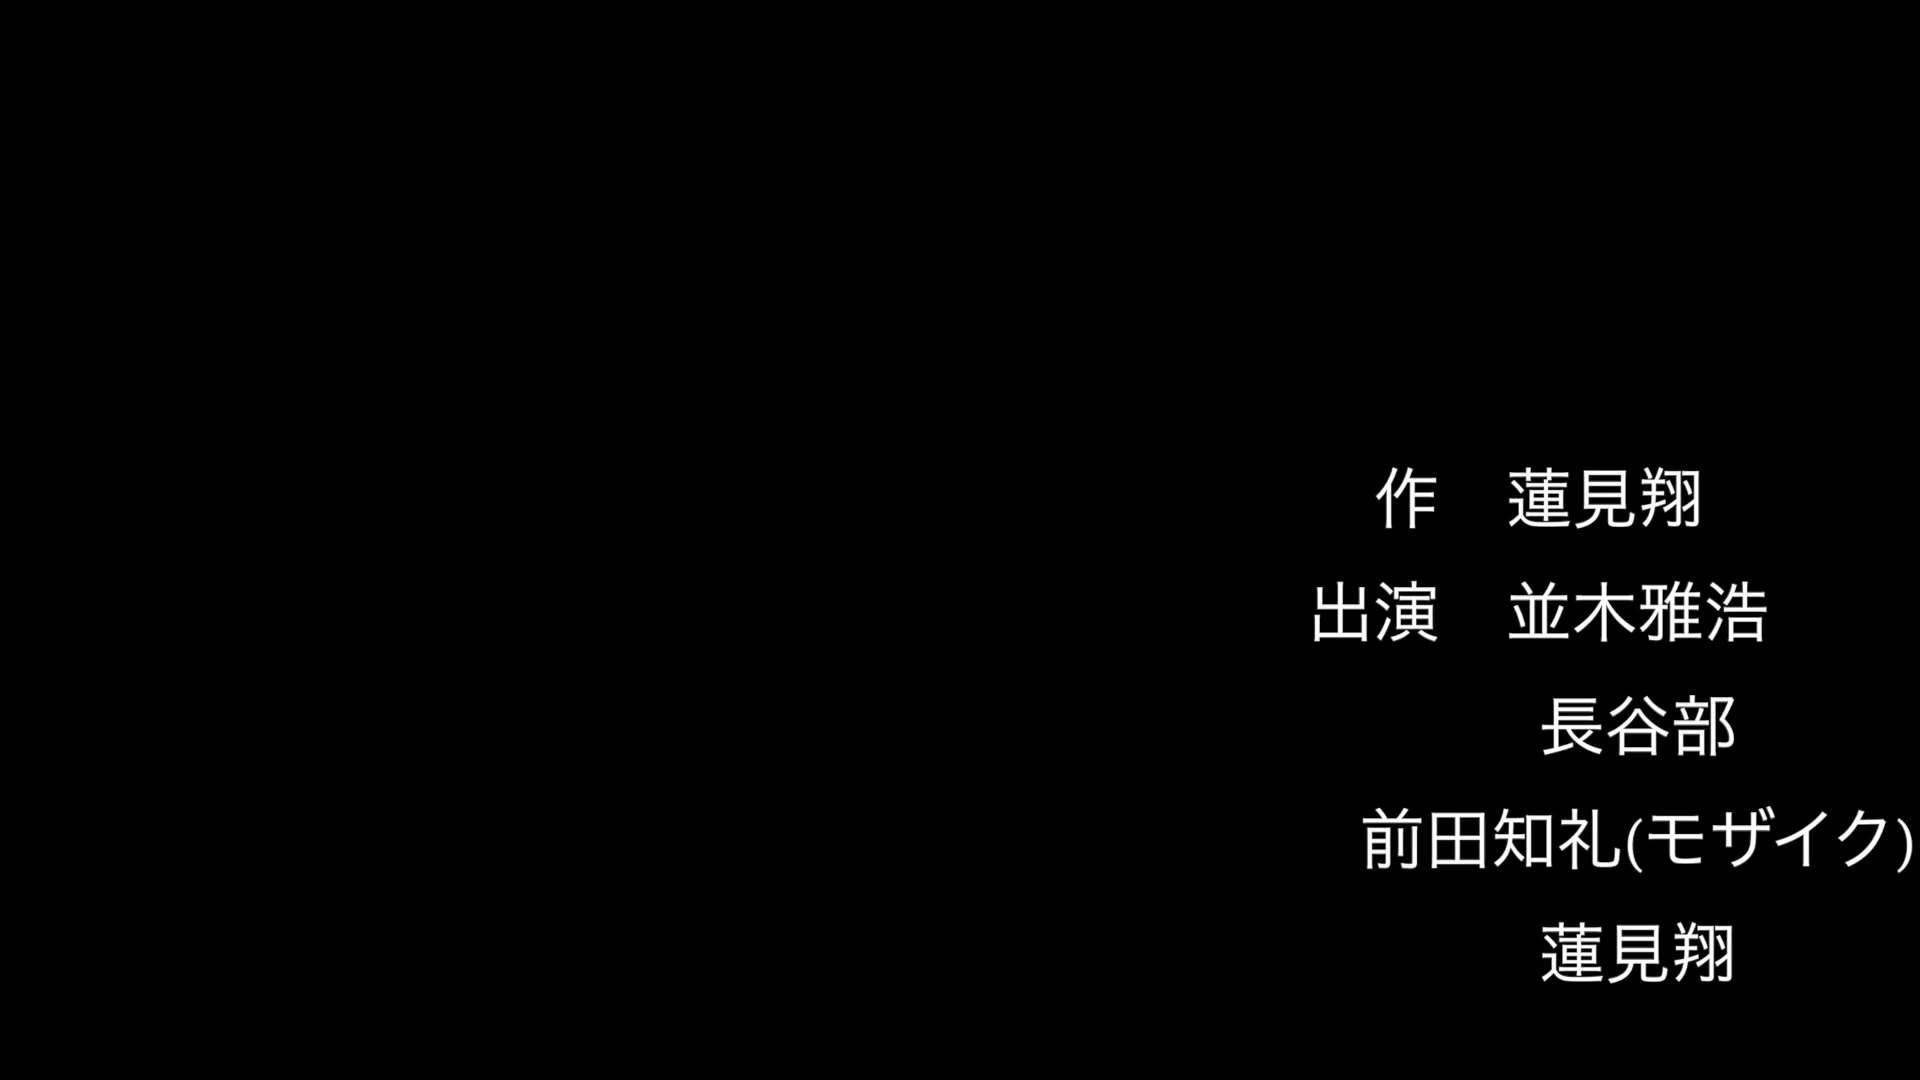 作　蓮見翔
出演　並木雅浩
長谷部
前田知礼(モザイク)
蓮見翔